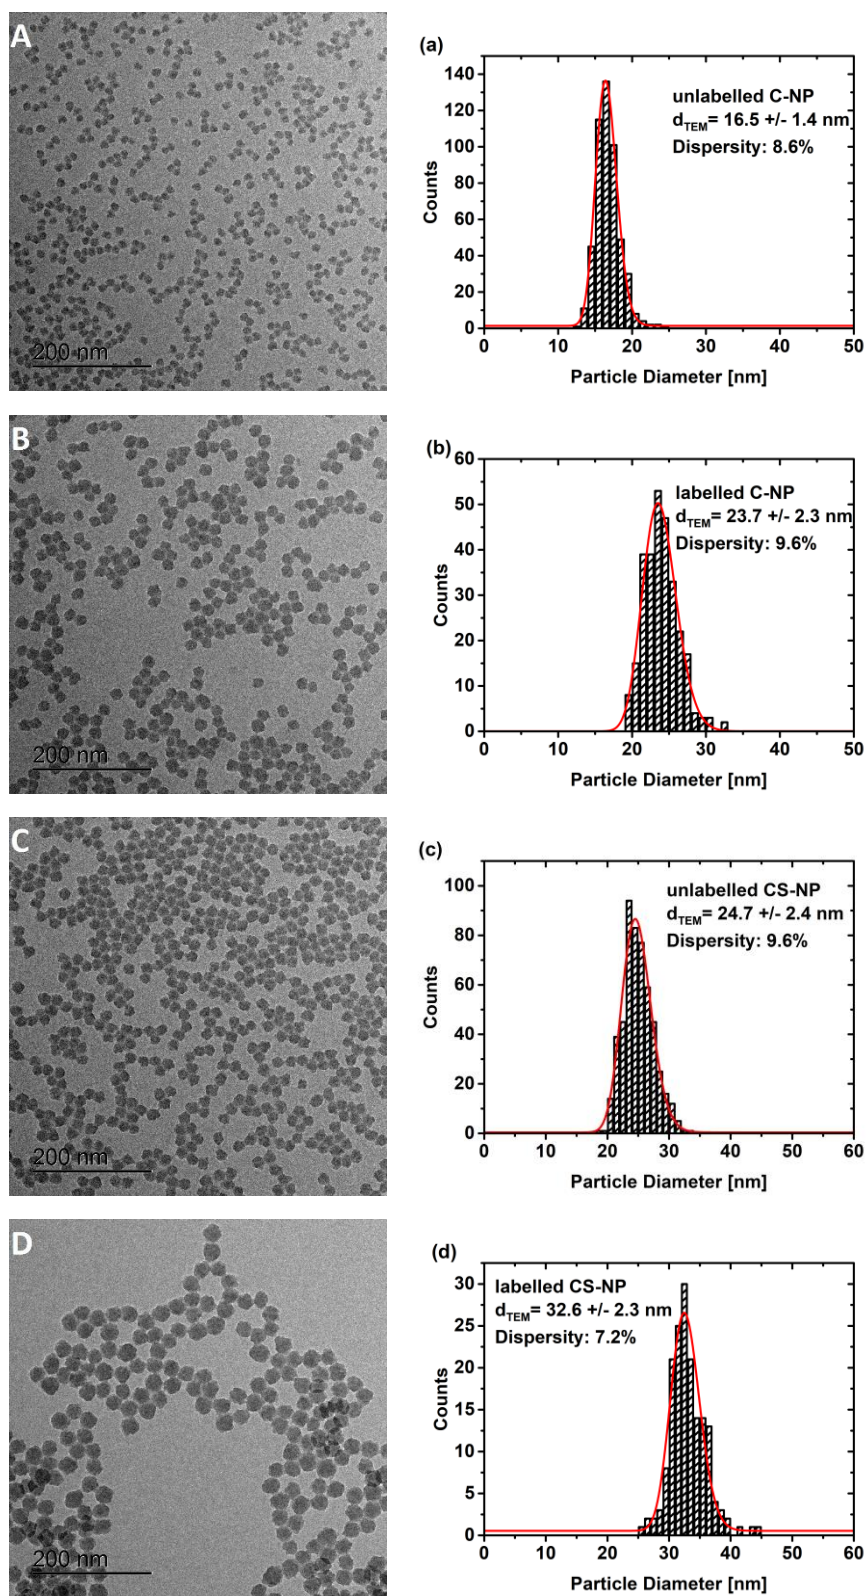 A
200 nm
(a)
140
120
100
80
60
40
20
0
Counts
unlabelled C-NP
dTEM= 16.5 +/- 1.4 nm
Dispersity: 8.6%
0 10 20 30 40 50
Particle Diameter [nm]
B
200 nm
(b)
60
50
40
30
20
10
0
Counts
labelled C-NP
dTEM= 23.7 +/- 2.3 nm
Dispersity: 9.6%
0 10 20 30 40 50
Particle Diameter [nm]
C
200 nm
(c)
100
80
60
40
20
0
Counts
unlabelled CS-NP
dTEM= 24.7 +/- 2.4 nm
Dispersity: 9.6%
0 10 20 30 40 50 60
Particle Diameter [nm]
D
200 nm
(d)
30
25
20
15
10
5
0
Counts
labelled CS-NP
dTEM= 32.6 +/- 2.3 nm
Dispersity: 7.2%
0 10 20 30 40 50 60
Particle Diameter [nm]